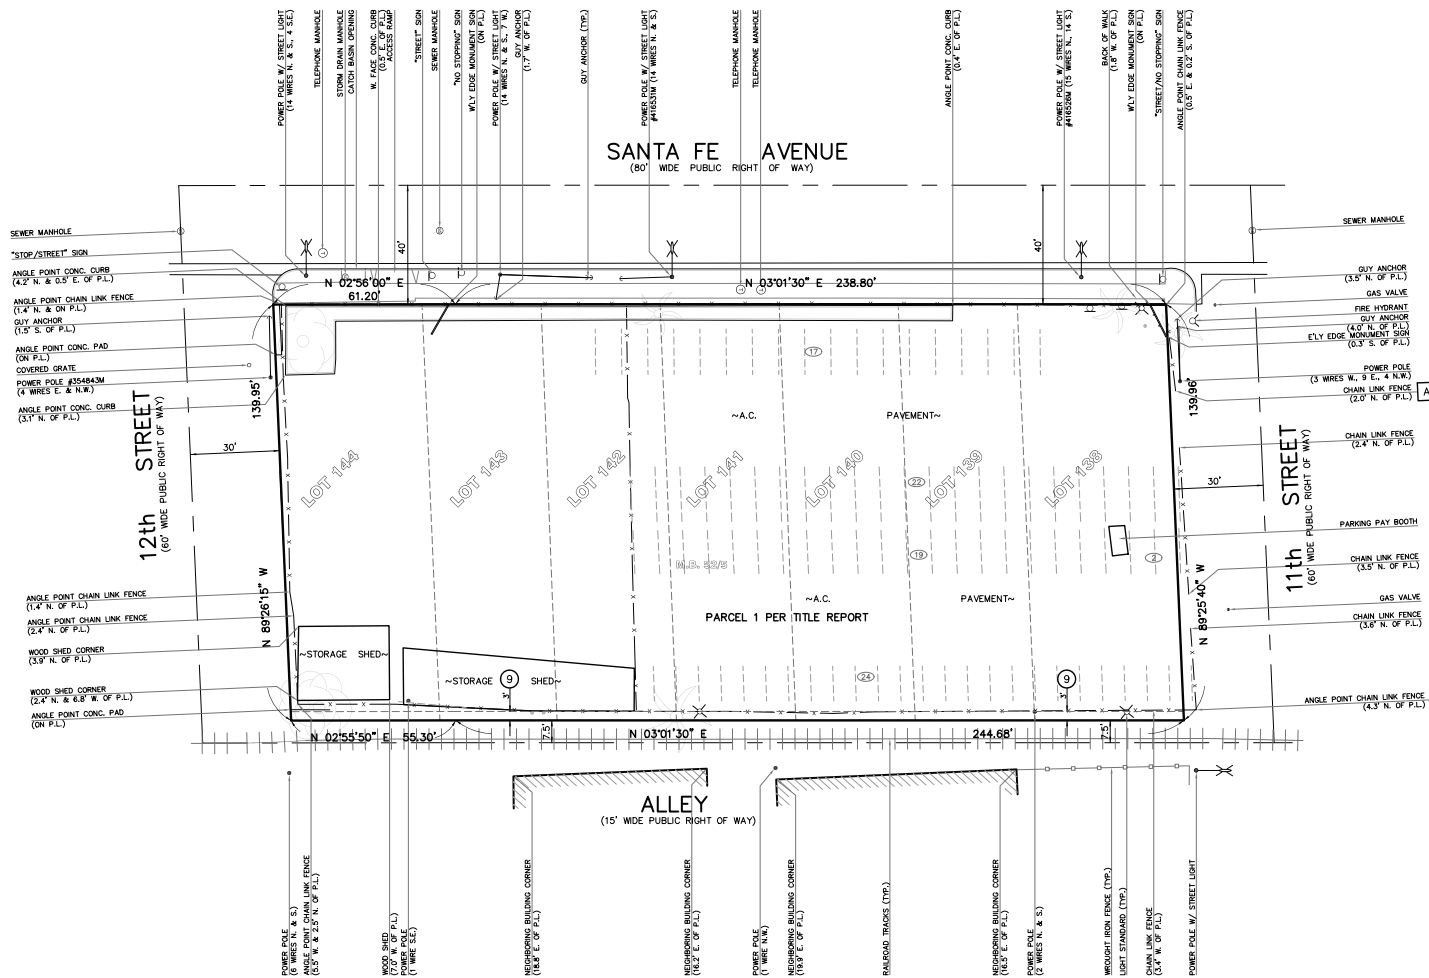 POWER POLE W/ STREET LIGHT
(14 WIRES N. & S., 4 S.E.)
TELEPHONE MANHOLE
STORM DRAIN MANHOLE
CATCH BASIN OPENING
W. FACE CONC. CURB
(0.5' E. OF P.L.)
ACCESS RAMP
"STREET" SIGN
SEWER MANHOLE
"NO STOPPING" SIGN
W'LY EDGE MONUMENT SIGN
(ON P.L.)
POWER POLE W/ STREET LIGHT
(14 WIRES N. & S., 7 W.)
GUY ANCHOR
(1.7' W. OF P.L.)
GUY ANCHOR (TYP.)
POWER POLE W/ STREET LIGHT
#416531M (14 WIRES N. & S.)
TELEPHONE MANHOLE
TELEPHONE MANHOLE
ANGLE POINT CONC. CURB
(0.4' E. OF P.L.)
POWER POLE W/ STREET LIGHT
#416526M (15 WIRES N., 14 S.)
BACK OF WALK
(1.8' W. OF P.L.)
W'LY EDGE MONUMENT SIGN
(ON P.L.)
"STREET/NO STOPPING" SIGN
ANGLE POINT CHAIN LINK FENCE
(0.5' E. & 0.2' S. OF P.L.)
SANTA FE AVENUE
(80' WIDE PUBLIC RIGHT OF WAY)
40'
40'
SEWER MANHOLE
"STOP/STREET" SIGN
ANGLE POINT CONC. CURB
(4.2' N. & 0.5' E. OF P.L.)
ANGLE POINT CHAIN LINK FENCE
(1.4' N. & ON P.L.)
GUY ANCHOR
(1.5' S. OF P.L.)
ANGLE POINT CONC. PAD
(ON P.L.)
COVERED GRATE
POWER POLE #354843M
(4 WIRES E. & N.W.)
ANGLE POINT CONC. CURB
(3.1' N. OF P.L.)
N 02°56'00" E
61.20'
N 03°01'30" E 238.80'
SEWER MANHOLE
GUY ANCHOR
(3.5' N. OF P.L.)
GAS VALVE
FIRE HYDRANT
GUY ANCHOR
(4.0' N. OF P.L.)
E'LY EDGE MONUMENT SIGN
(0.3' S. OF P.L.)
POWER POLE
(3 WIRES W., 9 E., 4 N.W.)
CHAIN LINK FENCE
(2.0' N. OF P.L.)
A
CHAIN LINK FENCE
(2.4' N. OF P.L.)
139.95'
139.96'
17
~A.C. PAVEMENT~
12th STREET
(60' WIDE PUBLIC RIGHT OF WAY)
30'
LOT 144
LOT 143
LOT 142
LOT 141
LOT 140
LOT 139
LOT 138
22
30'
11th STREET
(60' WIDE PUBLIC RIGHT OF WAY)
PARKING PAY BOOTH
19
2
M.B. 52/5
CHAIN LINK FENCE
(3.5' N. OF P.L.)
N 89°26'15" W
N 89°25'40" W
ANGLE POINT CHAIN LINK FENCE
(1.4' N. OF P.L.)
ANGLE POINT CHAIN LINK FENCE
(2.4' N. OF P.L.)
WOOD SHED CORNER
(3.9' N. OF P.L.)
WOOD SHED CORNER
(2.4' N. & 6.8' W. OF P.L.)
ANGLE POINT CONC. PAD
(ON P.L.)
~A.C. PAVEMENT~
PARCEL 1 PER TITLE REPORT
GAS VALVE
CHAIN LINK FENCE
(3.6' N. OF P.L.)
~STORAGE SHED~
~STORAGE SHED~
9
3'
24
9
3'
ANGLE POINT CHAIN LINK FENCE
(4.3' N. OF P.L.)
N 02°55'50" E 55.30'
7.5'
N 03°01'30" E
244.68'
7.5'
ALLEY
(15' WIDE PUBLIC RIGHT OF WAY)
POWER POLE
(6 WIRES N. & S.)
ANGLE POINT CHAIN LINK FENCE
(5.5' W. & 2.5' N. OF P.L.)
WOOD SHED
(7.0' W. OF P.L.)
POWER POLE
(1 WIRE S.E.)
NEIGHBORING BUILDING CORNER
(18.8' E. OF P.L.)
NEIGHBORING BUILDING CORNER
(16.2' E. OF P.L.)
POWER POLE
(1 WIRE N.W.)
NEIGHBORING BUILDING CORNER
(19.9' E. OF P.L.)
RAILROAD TRACKS (TYP.)
NEIGHBORING BUILDING CORNER
(16.5' E. OF P.L.)
POWER POLE
(2 WIRES N. & S.)
WROUGHT IRON FENCE (TYP.)
LIGHT STANDARD (TYP.)
CHAIN LINK FENCE
(3.4' W. OF P.L.)
POWER POLE W/ STREET LIGHT